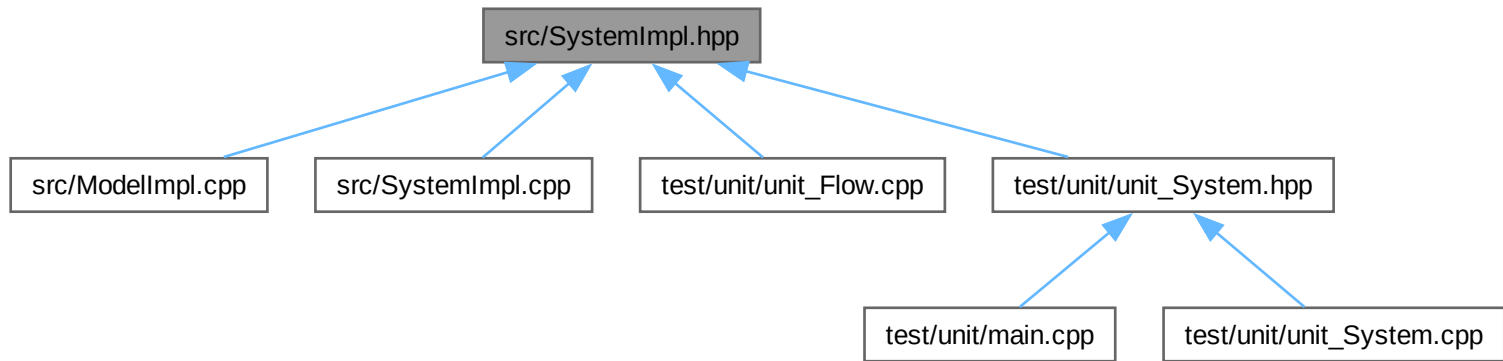 src/SystemImpl.hpp
src/ModelImpl.cpp
src/SystemImpl.cpp
test/unit/unit_Flow.cpp
test/unit/unit_System.hpp
test/unit/main.cpp
test/unit/unit_System.cpp